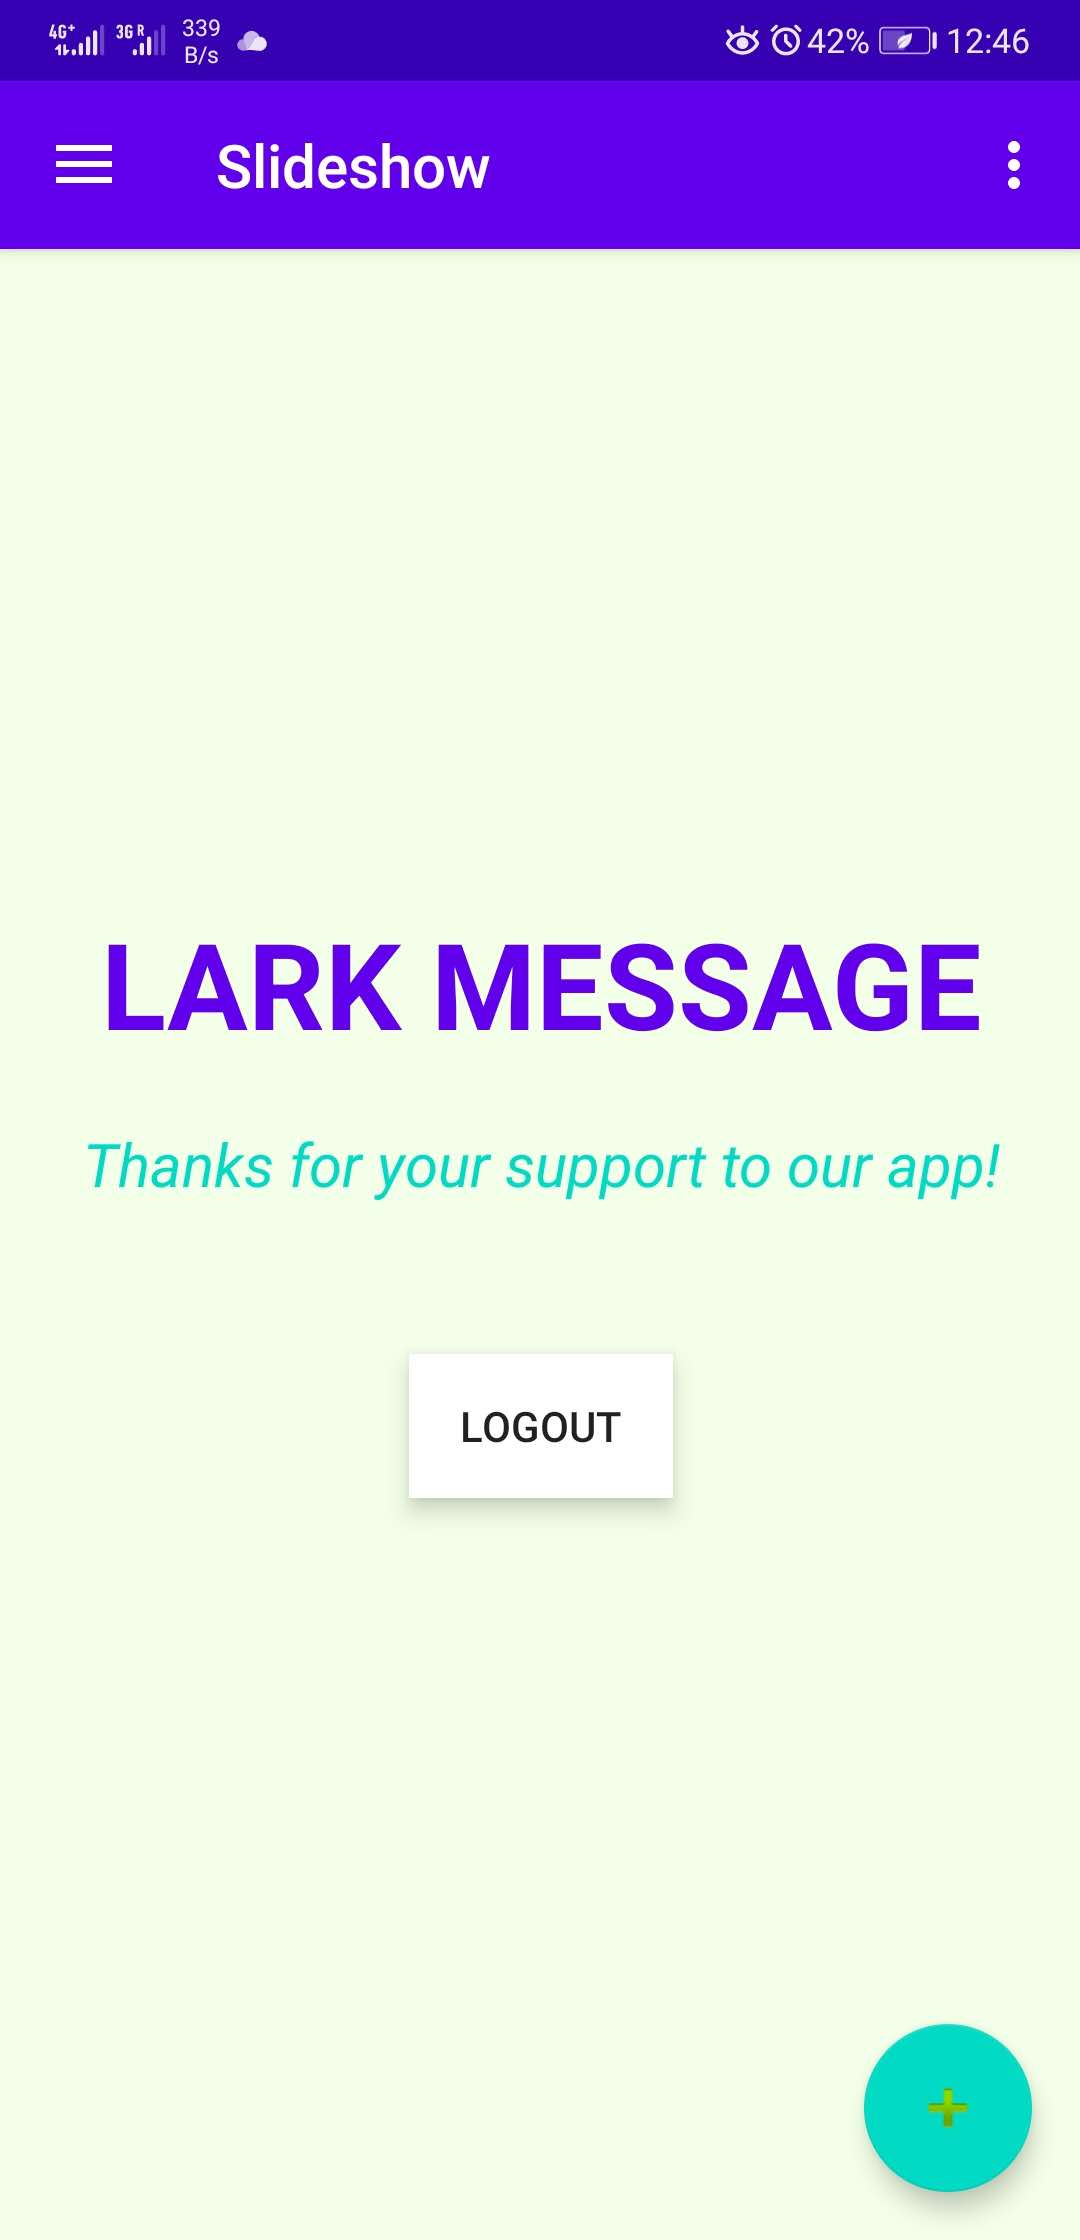 4G+ 3G R 339 B/s 42% 12:46
Slideshow
LARK MESSAGE
Thanks for your support to our app!
LOGOUT